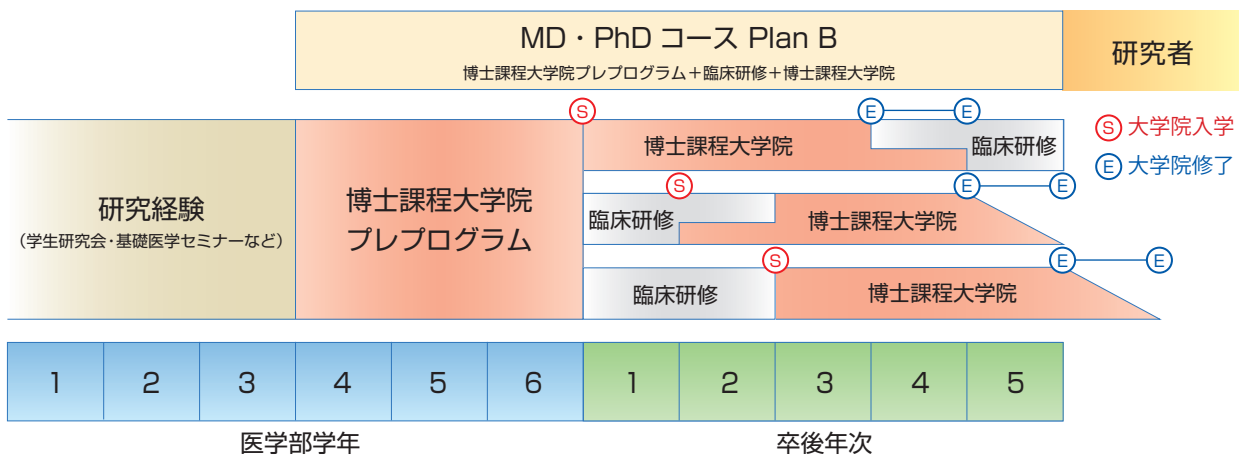 MD・PhD コース Plan B
博士課程大学院プレプログラム＋臨床研修＋博士課程大学院
研究者
S 大学院入学
E 大学院修了
研究経験
（学生研究会・基礎医学セミナーなど）
博士課程大学院
プレプログラム
S
E
E
博士課程大学院
臨床研修
S
E
E
臨床研修
博士課程大学院
S
E
E
臨床研修
博士課程大学院
1 2 3 4 5 6 1 2 3 4 5
医学部学年
卒後年次